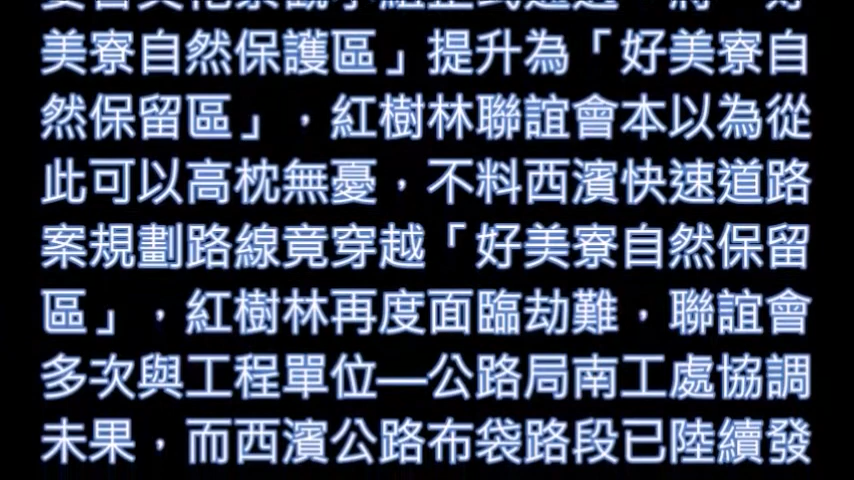 美寮自然保護區」提升為「好美寮自
然保留區」，紅樹林聯誼會本以為從
此可以高枕無憂，不料西濱快速道路
案規劃路線竟穿越「好美寮自然保留
區」，紅樹林再度面臨劫難，聯誼會
多次與工程單位—公路局南工處協調
未果，而西濱公路布袋路段已陸續發